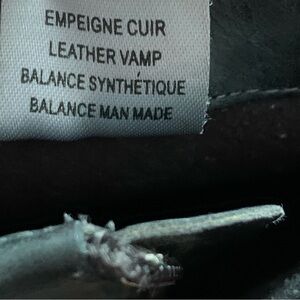 EMPEIGNE CUIR
LEATHER VAMP
BALANCE SYNTHÉTIQUE
BALANCE MAN MADE